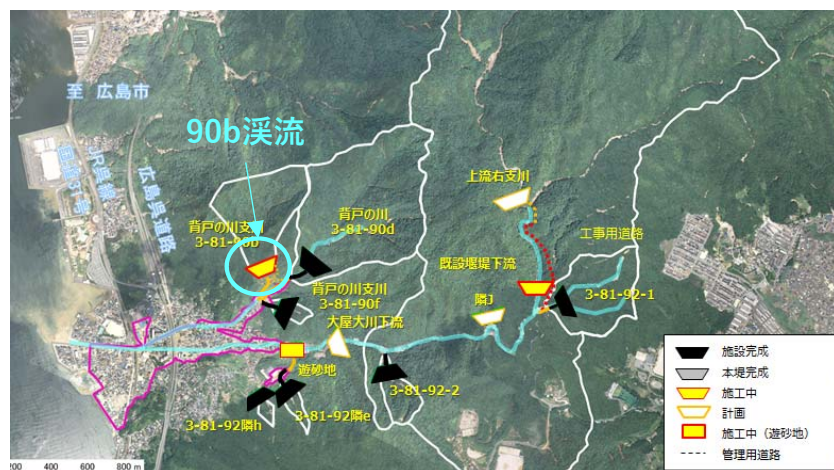 至 広島市
JR呉線
国道31号
広島呉道路
90b渓流
背戸の川支川
3-81-90b
背戸の川
3-81-90d
背戸の川支川
3-81-90f
大屋大川下流
遊砂地
3-81-92隣h
3-81-92隣e
3-81-92-2
上流右支川
既設堰堤下流
隣J
工事用道路
3-81-92-1
施設完成
本堤完成
施工中
計画
施工中（遊砂地）
管理用道路
200 400 600 800 m